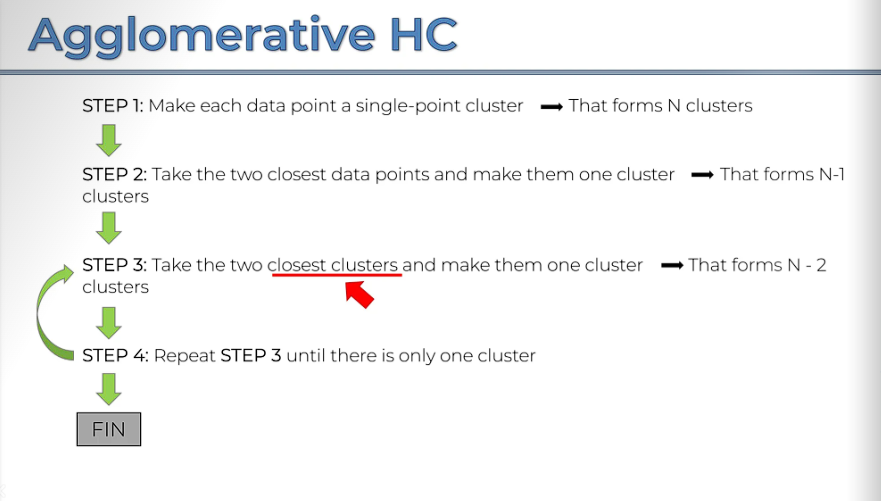 Agglomerative HC
STEP 1: Make each data point a single-point cluster ➡ That forms N clusters
STEP 2: Take the two closest data points and make them one cluster ➡ That forms N-1
clusters
STEP 3: Take the two closest clusters and make them one cluster ➡ That forms N - 2
clusters
STEP 4: Repeat STEP 3 until there is only one cluster
FIN